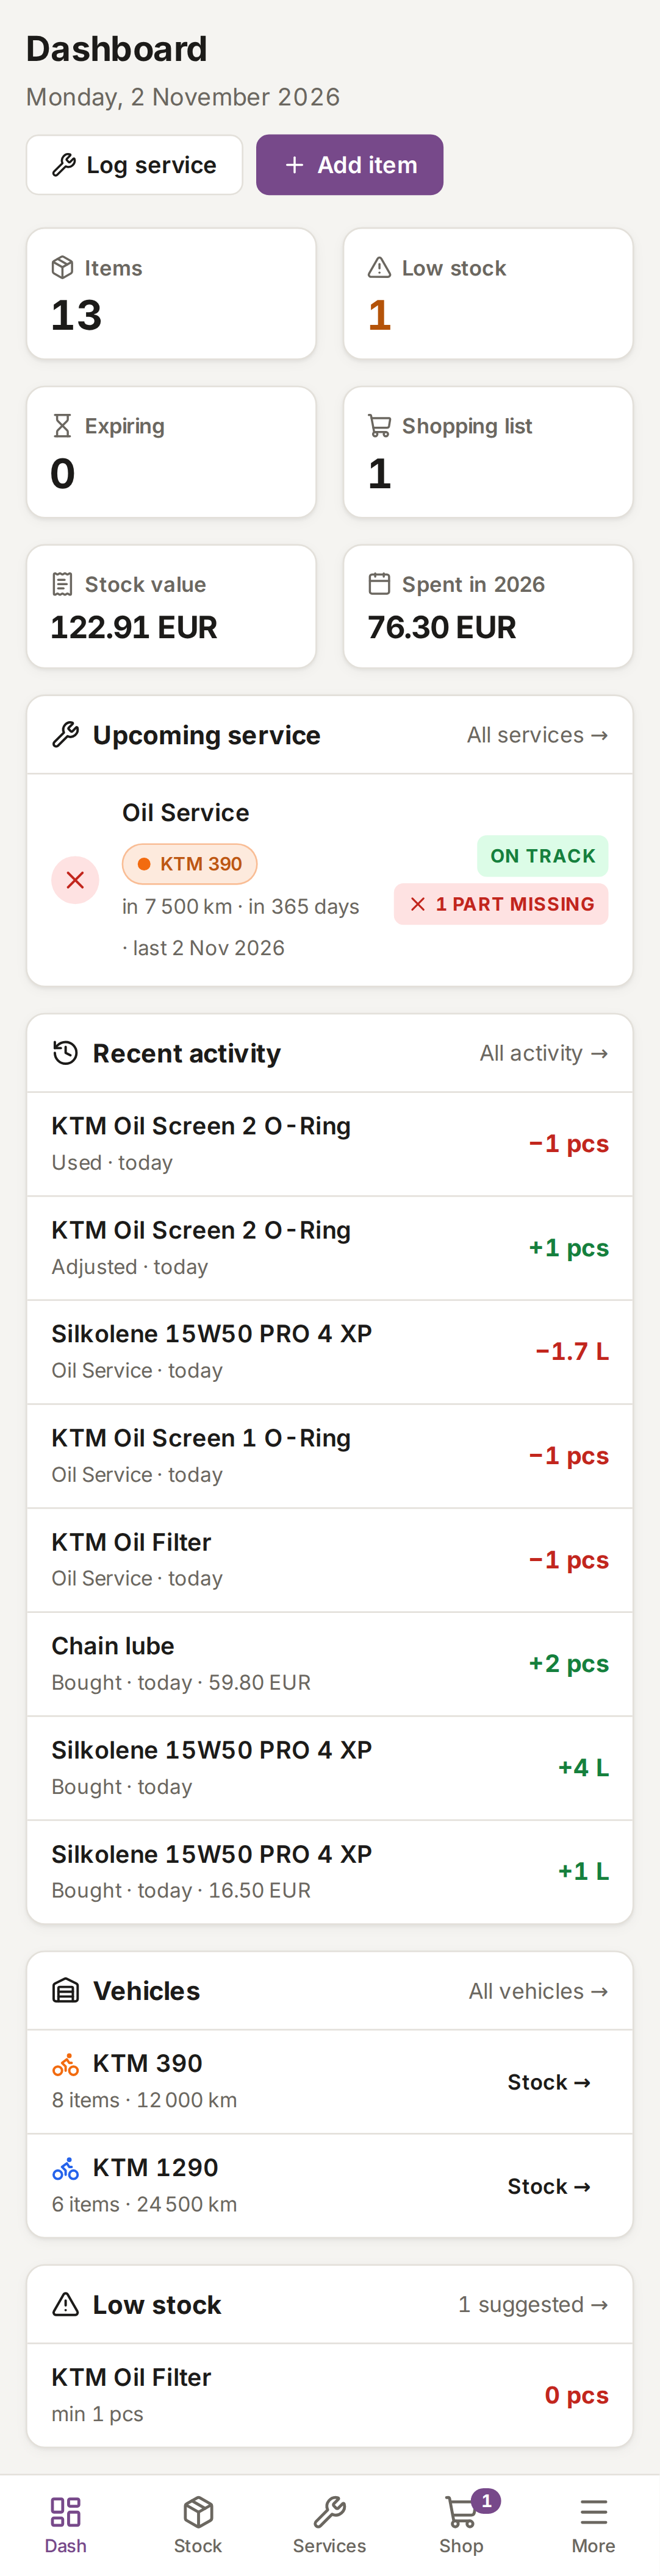 Dashboard
Monday, 2 November 2026
Log service
+ Add item
Items
13
Low stock
1
Expiring
0
Shopping list
1
Stock value
122.91 EUR
Spent in 2026
76.30 EUR
Upcoming service
All services →
Oil Service
KTM 390
in 7 500 km · in 365 days
· last 2 Nov 2026
ON TRACK
1 PART MISSING
Recent activity
All activity →
KTM Oil Screen 2 O-Ring
Used · today
−1 pcs
KTM Oil Screen 2 O-Ring
Adjusted · today
+1 pcs
Silkolene 15W50 PRO 4 XP
Oil Service · today
−1.7 L
KTM Oil Screen 1 O-Ring
Oil Service · today
−1 pcs
KTM Oil Filter
Oil Service · today
−1 pcs
Chain lube
Bought · today · 59.80 EUR
+2 pcs
Silkolene 15W50 PRO 4 XP
Bought · today
+4 L
Silkolene 15W50 PRO 4 XP
Bought · today · 16.50 EUR
+1 L
Vehicles
All vehicles →
KTM 390
8 items · 12 000 km
Stock →
KTM 1290
6 items · 24 500 km
Stock →
Low stock
1 suggested →
KTM Oil Filter
min 1 pcs
0 pcs
Dash
Stock
Services
1
Shop
More